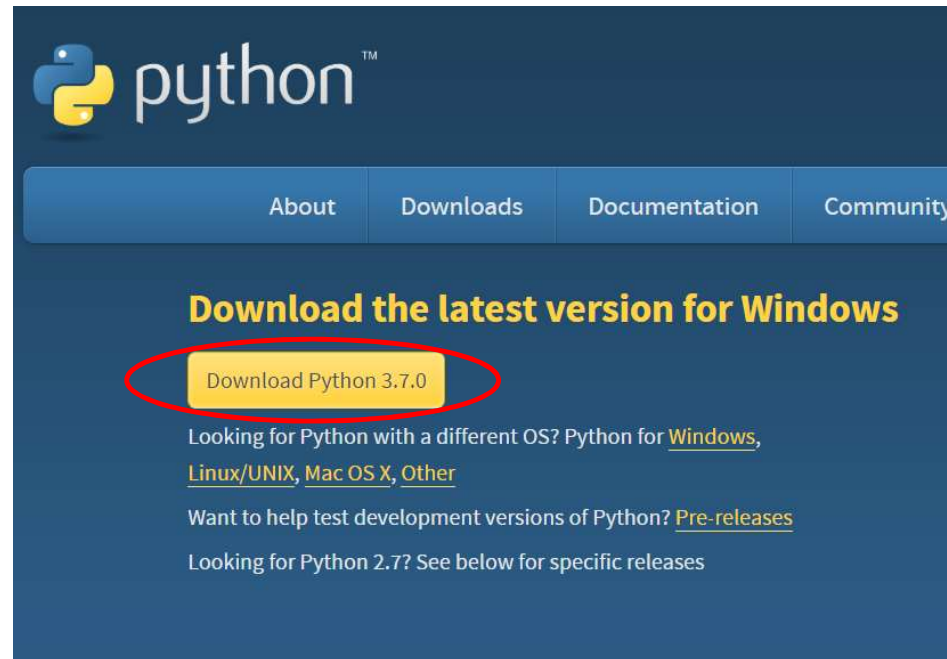 python™
About Downloads Documentation Community
Download the latest version for Windows
Download Python 3.7.0
Looking for Python with a different OS? Python for Windows,
Linux/UNIX, Mac OS X, Other
Want to help test development versions of Python? Pre-releases
Looking for Python 2.7? See below for specific releases